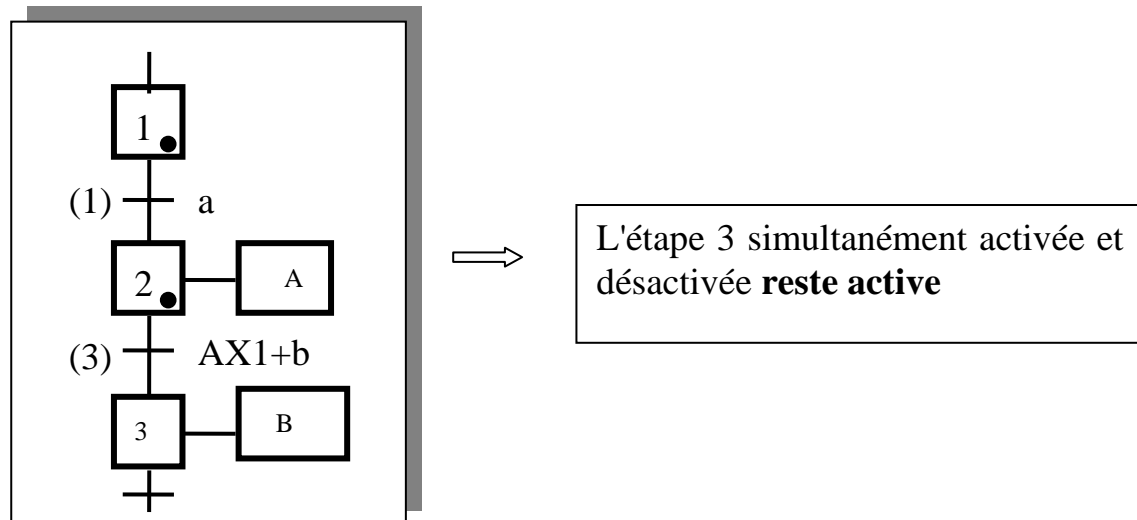 1
(1) a
2 A
(3) AX1+b
3 B
L'étape 3 simultanément activée et
désactivée reste active